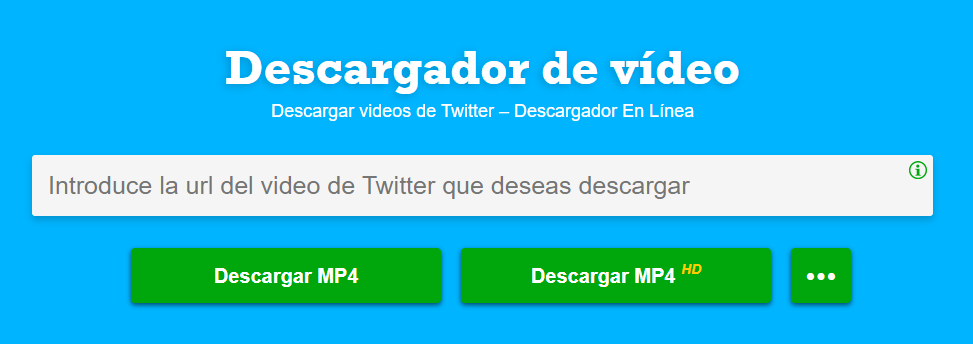 Descargador de vídeo
Descargar videos de Twitter – Descargador En Línea
Introduce la url del video de Twitter que deseas descargar
Descargar MP4
Descargar MP4 HD